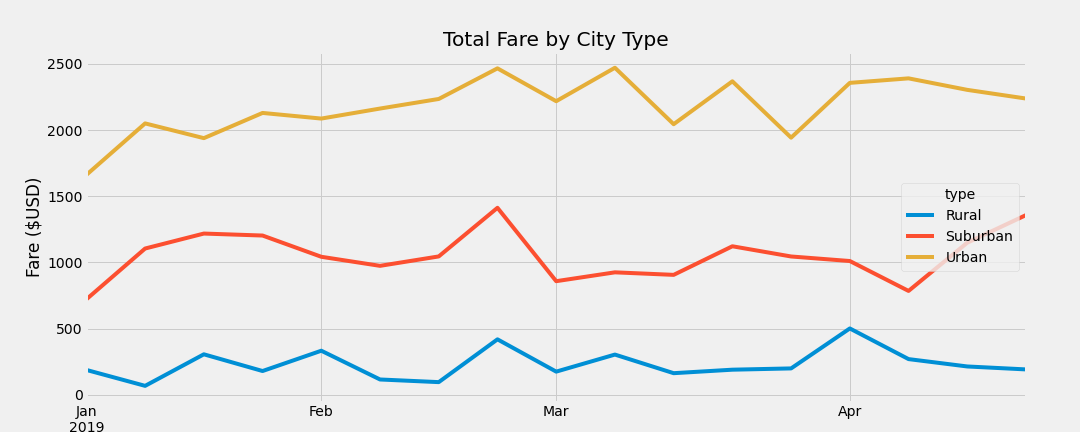 Total Fare by City Type
Fare ($USD)
2500
2000
1500
1000
500
0
Jan
2019
Feb
Mar
Apr
type
Rural
Suburban
Urban